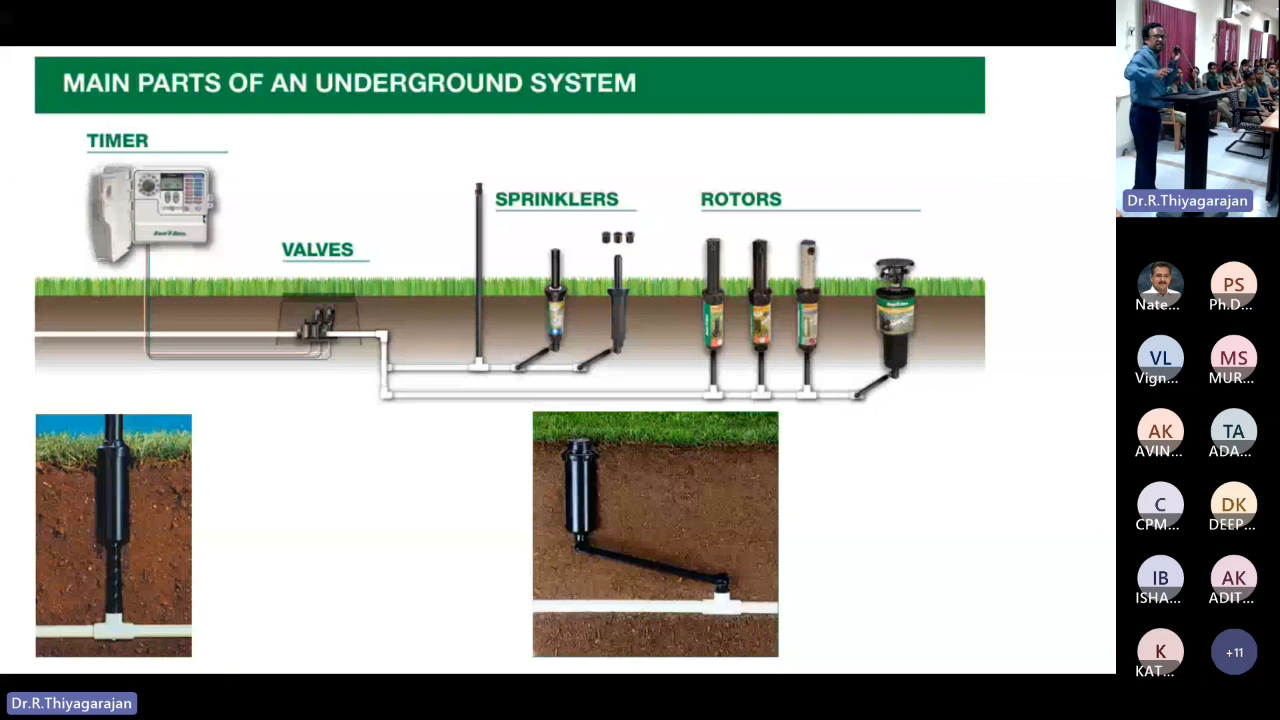 MAIN PARTS OF AN UNDERGROUND SYSTEM
TIMER
VALVES
SPRINKLERS
ROTORS
Dr.R.Thiyagarajan
Nate...
PS
Ph.D...
VL
Vign...
MS
MUR...
AK
AVIN...
TA
ADA...
C
CPM...
DK
DEEP...
IB
ISHA...
AK
ADIT...
K
KAT...
+11
Dr.R.Thiyagarajan